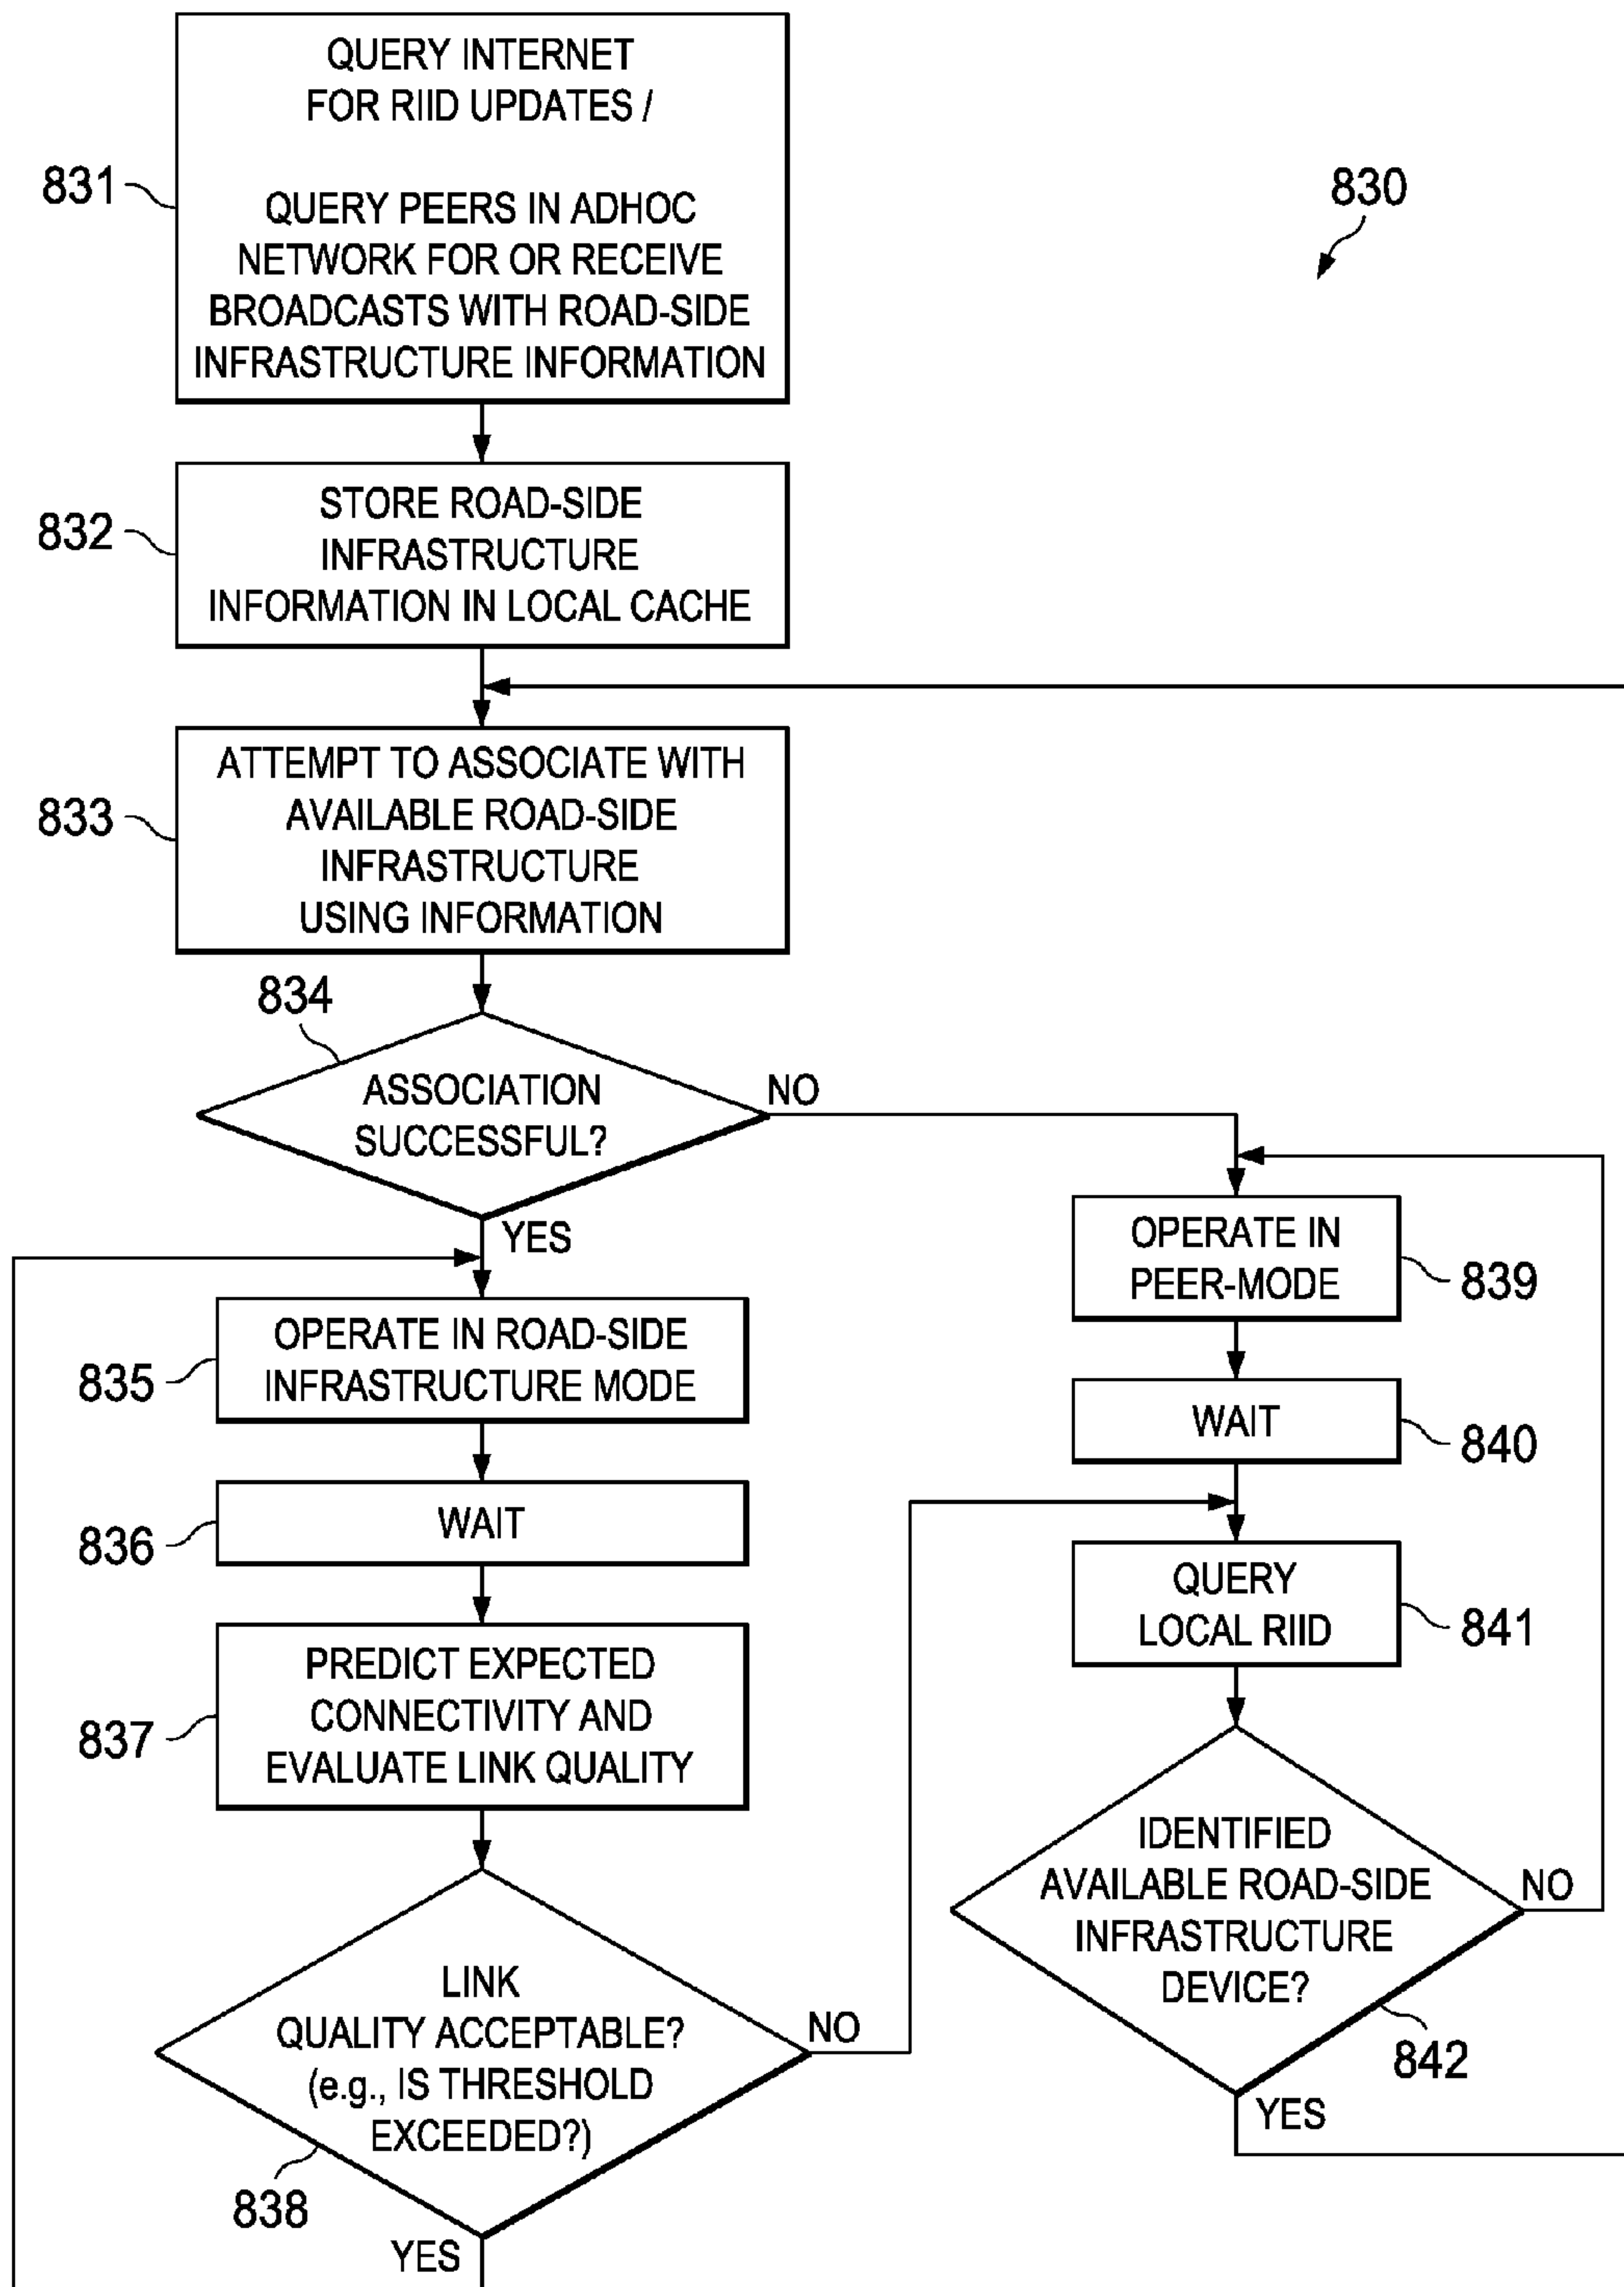 QUERY INTERNET
FOR RIID UPDATES /
QUERY PEERS IN ADHOC
NETWORK FOR OR RECEIVE
BROADCASTS WITH ROAD-SIDE
INFRASTRUCTURE INFORMATION
831
830
STORE ROAD-SIDE
INFRASTRUCTURE
INFORMATION IN LOCAL CACHE
832
ATTEMPT TO ASSOCIATE WITH
AVAILABLE ROAD-SIDE
INFRASTRUCTURE
USING INFORMATION
833
834
ASSOCIATION
SUCCESSFUL?
NO
YES
OPERATE IN ROAD-SIDE
INFRASTRUCTURE MODE
835
WAIT
836
PREDICT EXPECTED
CONNECTIVITY AND
EVALUATE LINK QUALITY
837
LINK
QUALITY ACCEPTABLE?
(e.g., IS THRESHOLD
EXCEEDED?)
NO
838
YES
OPERATE IN
PEER-MODE
839
WAIT
840
QUERY
LOCAL RIID
841
IDENTIFIED
AVAILABLE ROAD-SIDE
INFRASTRUCTURE
DEVICE?
NO
842
YES